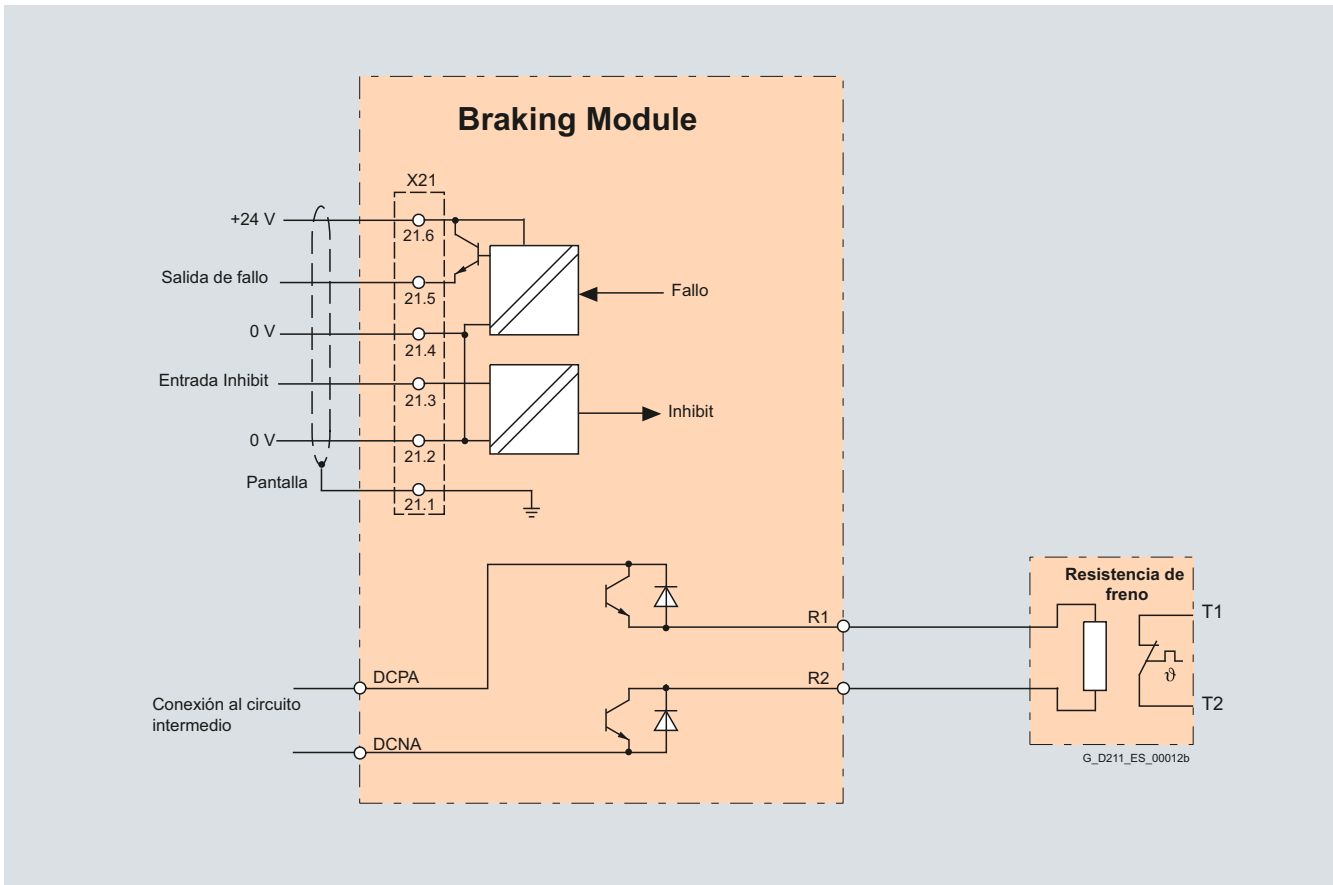 Braking Module
X21
+24 V
21.6
Salida de fallo
21.5
Fallo
0 V
21.4
Entrada Inhibit
21.3
Inhibit
0 V
21.2
Pantalla
21.1
Resistencia de
freno
R1
T1
ϑ
DCPA
R2
T2
Conexión al circuito
intermedio
DCNA
G_D211_ES_00012b